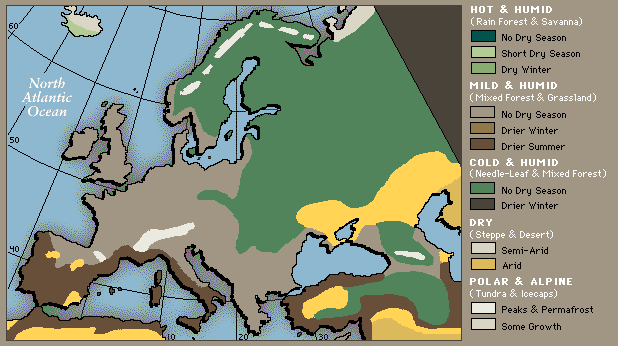 60
North
Atlantic
Ocean
50
40
10
20
30
HOT & HUMID
(Rain Forest & Savanna)
No Dry Season
Short Dry Season
Dry Winter
MILD & HUMID
(Mixed Forest & Grassland)
No Dry Season
Drier Winter
Drier Summer
COLD & HUMID
(Needle-Leaf & Mixed Forest)
No Dry Season
Drier Winter
DRY
(Steppe & Desert)
Semi-Arid
Arid
POLAR & ALPINE
(Tundra & Icecaps)
Peaks & Permafrost
Some Growth